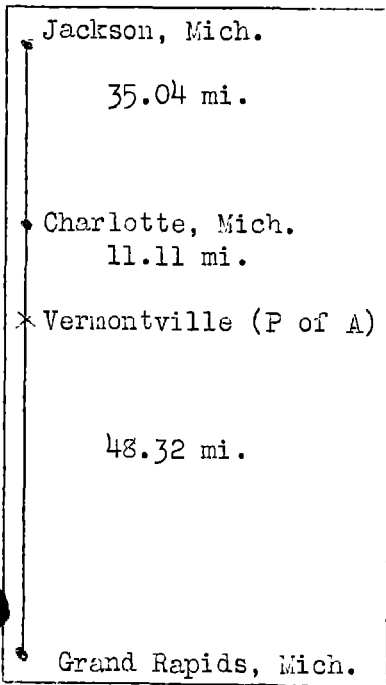 Jackson, Mich.
35.04 mi.
Charlotte, Mich.
11.11 mi.
Vermontville (P of A)
48.32 mi.
Grand Rapids, Mich.